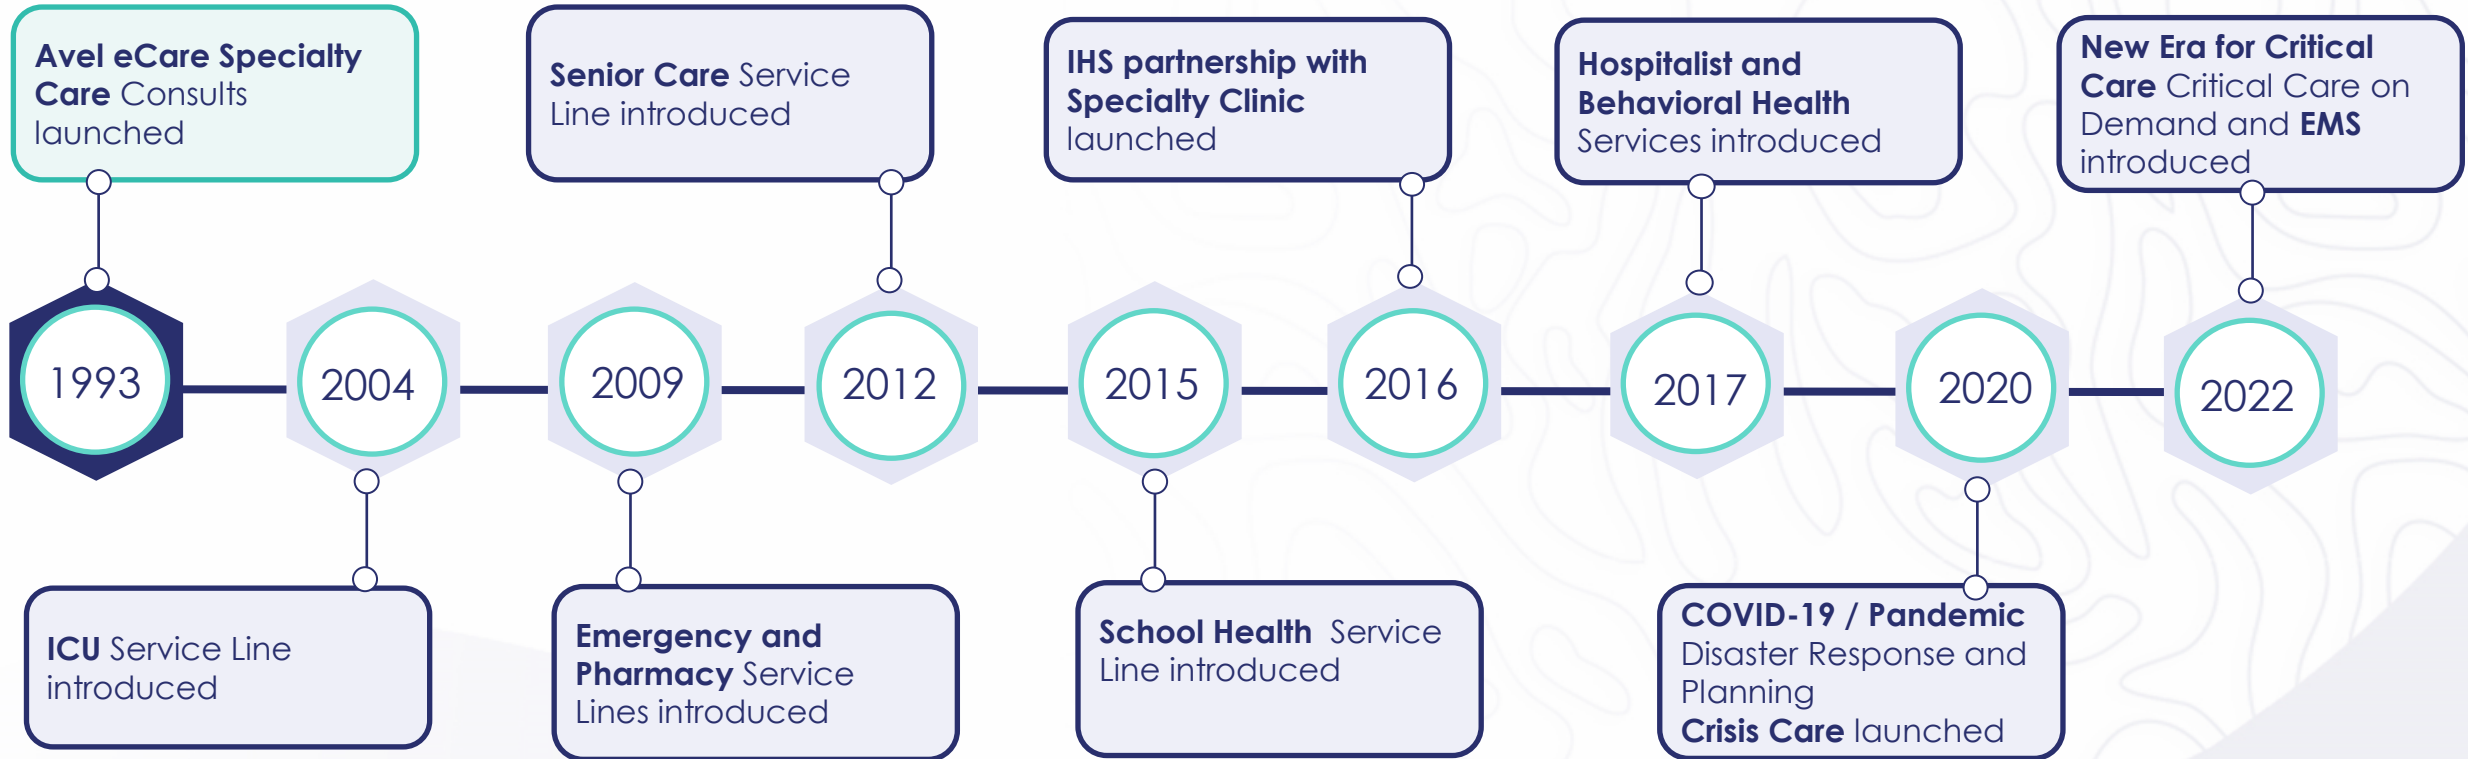 Avel eCare Specialty
Care Consults
launched
Senior Care Service
Line introduced
IHS partnership with
Specialty Clinic
launched
Hospitalist and
Behavioral Health
Services introduced
New Era for Critical
Care Critical Care on
Demand and EMS
introduced
1993
2004
2009
2012
2015
2016
2017
2020
2022
ICU Service Line
introduced
Emergency and
Pharmacy Service
Lines introduced
School Health Service
Line introduced
COVID-19 / Pandemic
Disaster Response and
Planning
Crisis Care launched